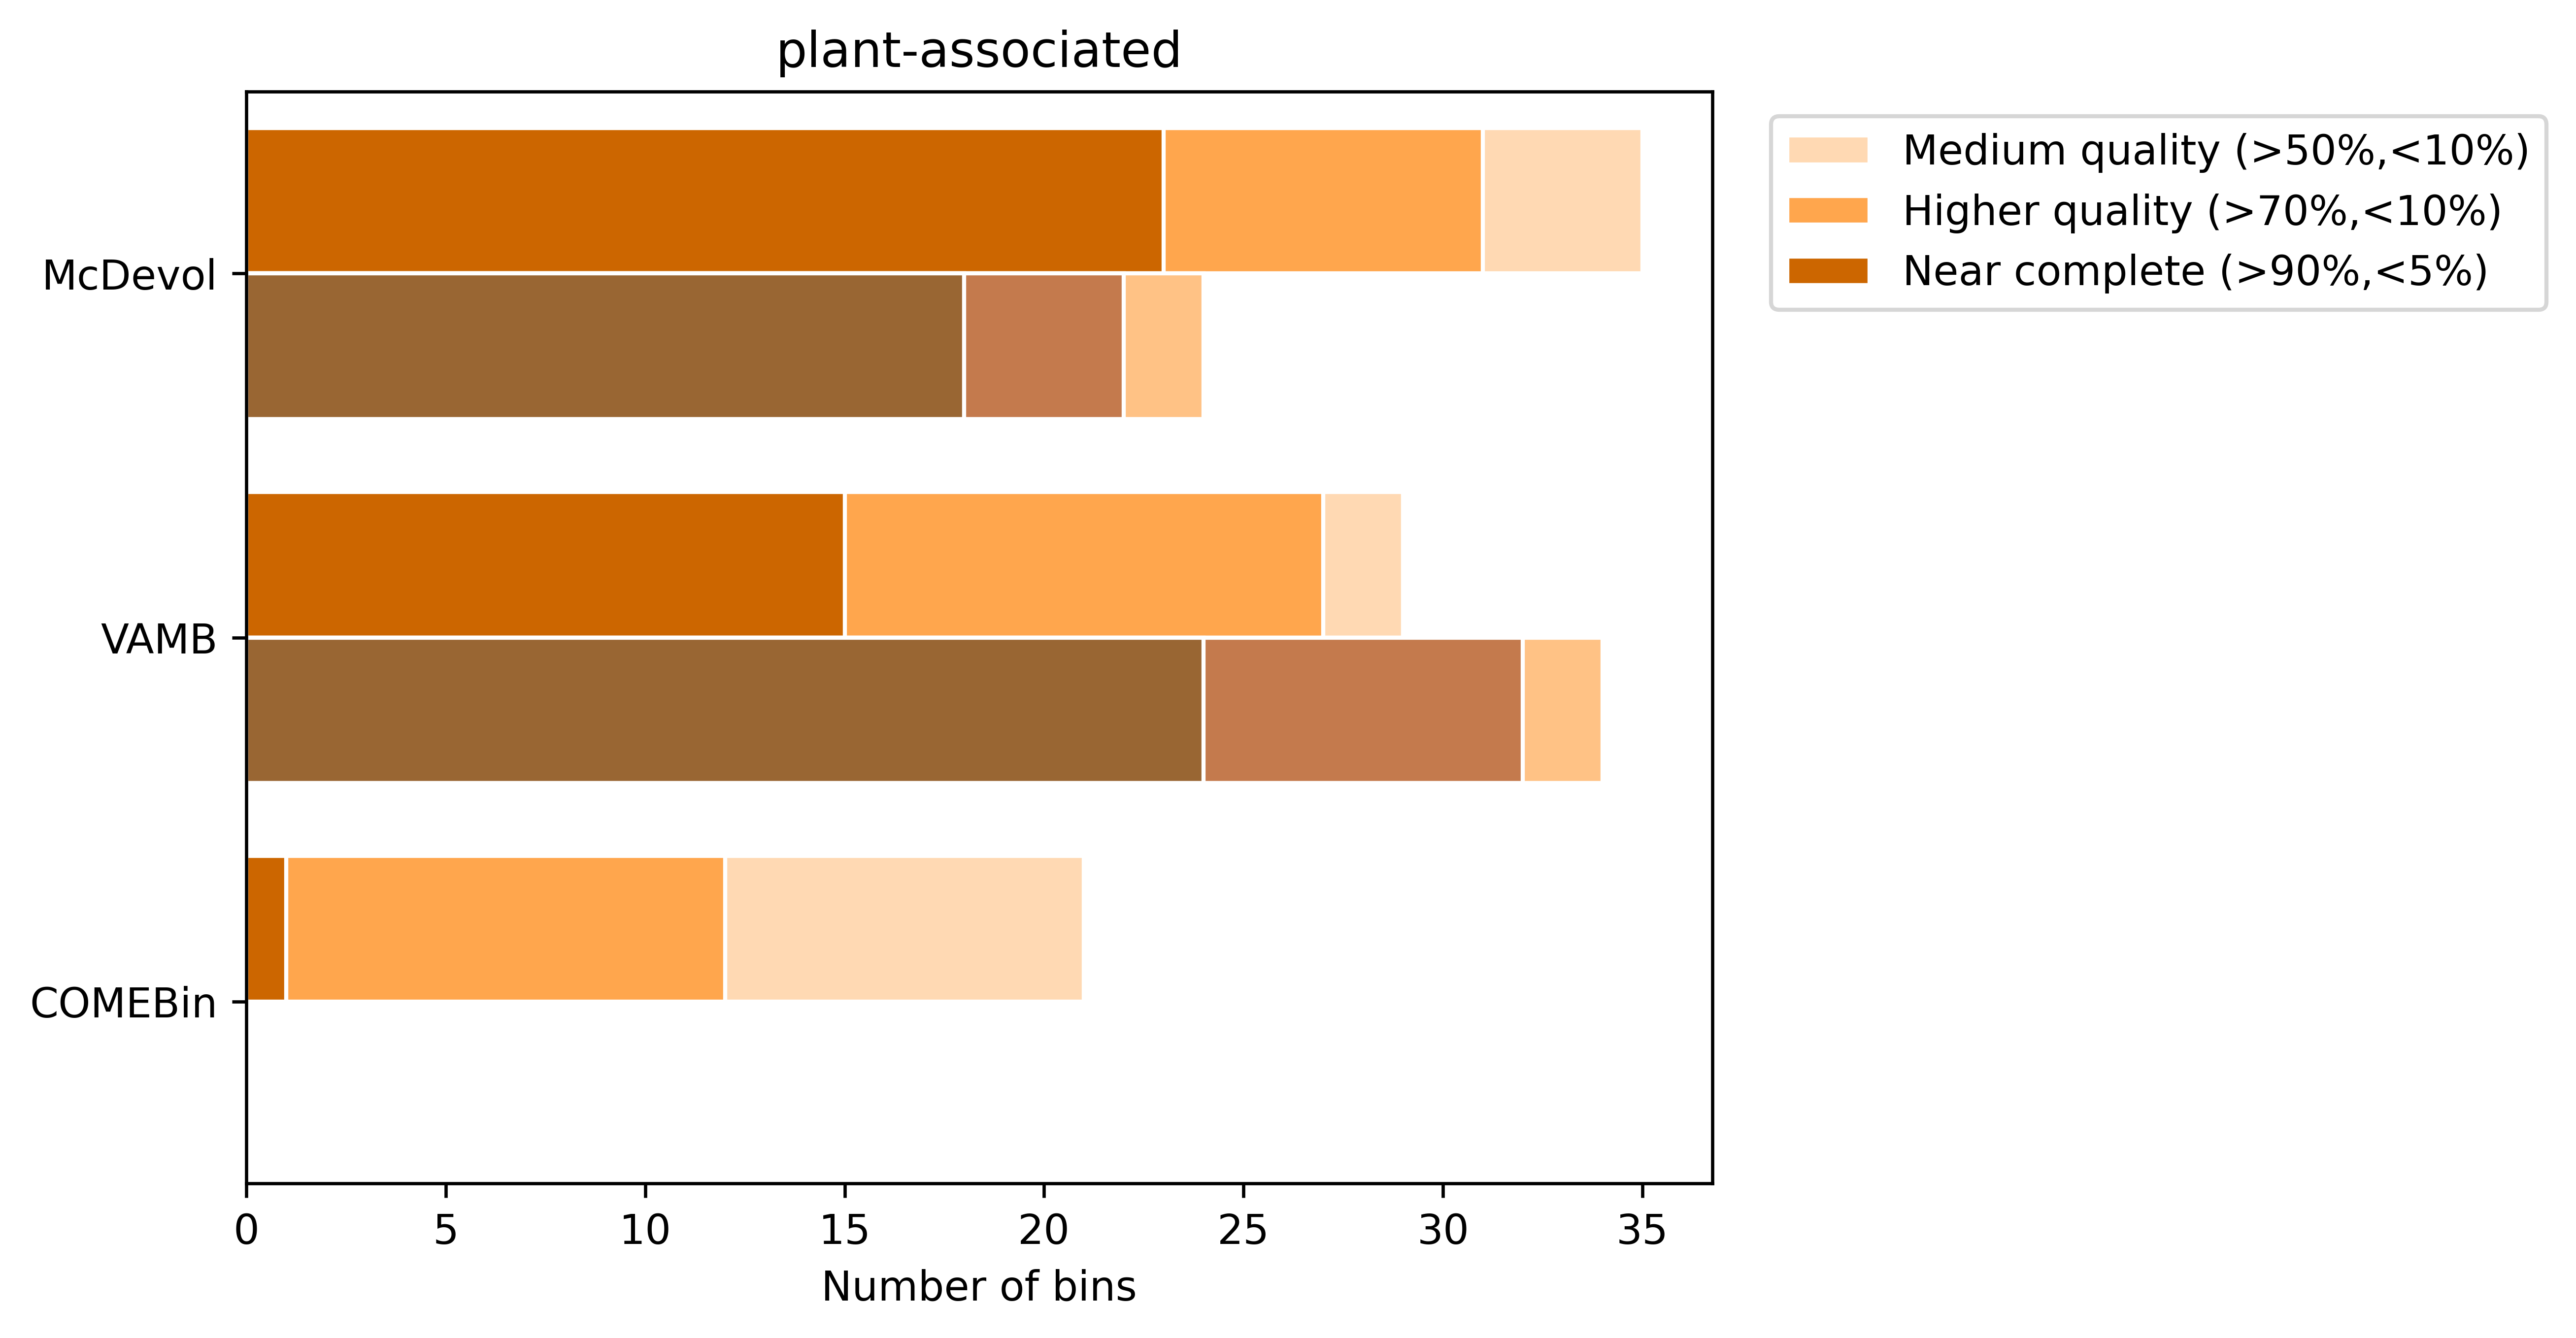 plant-associated
Medium quality (>50%,<10%)
Higher quality (>70%,<10%)
Near complete (>90%,<5%)
McDevol
VAMB
COMEBin
0 5 10 15 20 25 30 35
Number of bins